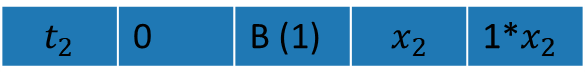 t₂ 0 B (1) x₂ 1*x₂